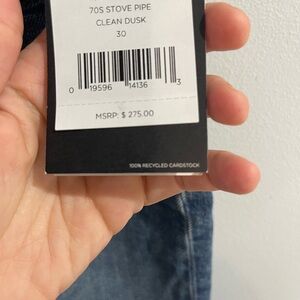 70S STOVE PIPE
CLEAN DUSK
30
0 19596 14136 3
MSRP: $ 275.00
100% RECYCLED CARDSTOCK